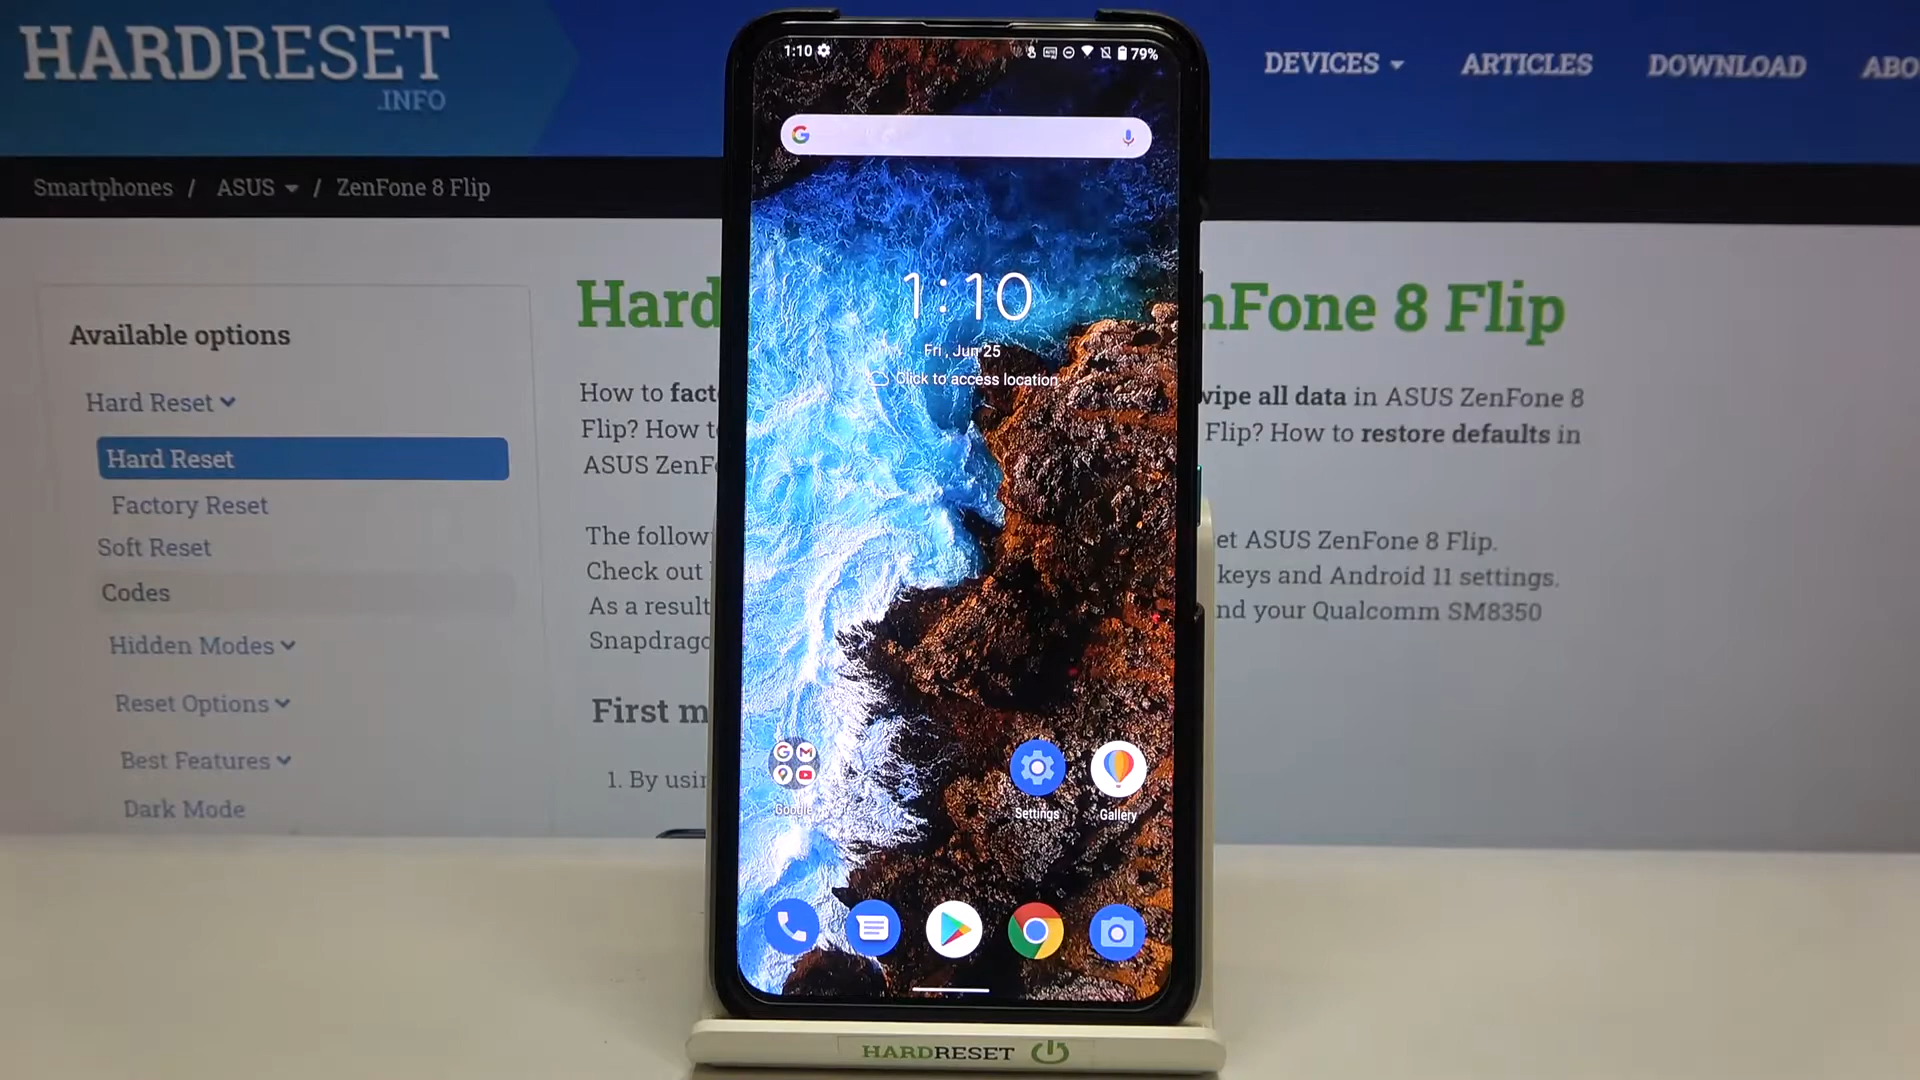 HARDRESET
.INFO
DEVICES
ARTICLES
DOWNLOAD
ABO
Smartphones / ASUS / ZenFone 8 Flip
Available options
Hard Reset
Hard Reset
Factory Reset
Soft Reset
Codes
Hidden Modes
Reset Options
Best Features
Dark Mode
Hard
nFone 8 Flip
How to fact
wipe all data in ASUS ZenFone 8
Flip? How t
Flip? How to restore defaults in
ASUS ZenF
The follow
et ASUS ZenFone 8 Flip.
Check out
keys and Android 11 settings.
As a result
nd your Qualcomm SM8350
Snapdrago
First m
1. By usin
1:10
79%
G
1:10
Fri , Jun 25
Click to access location
Google
Settings
Gallery
HARDRESET